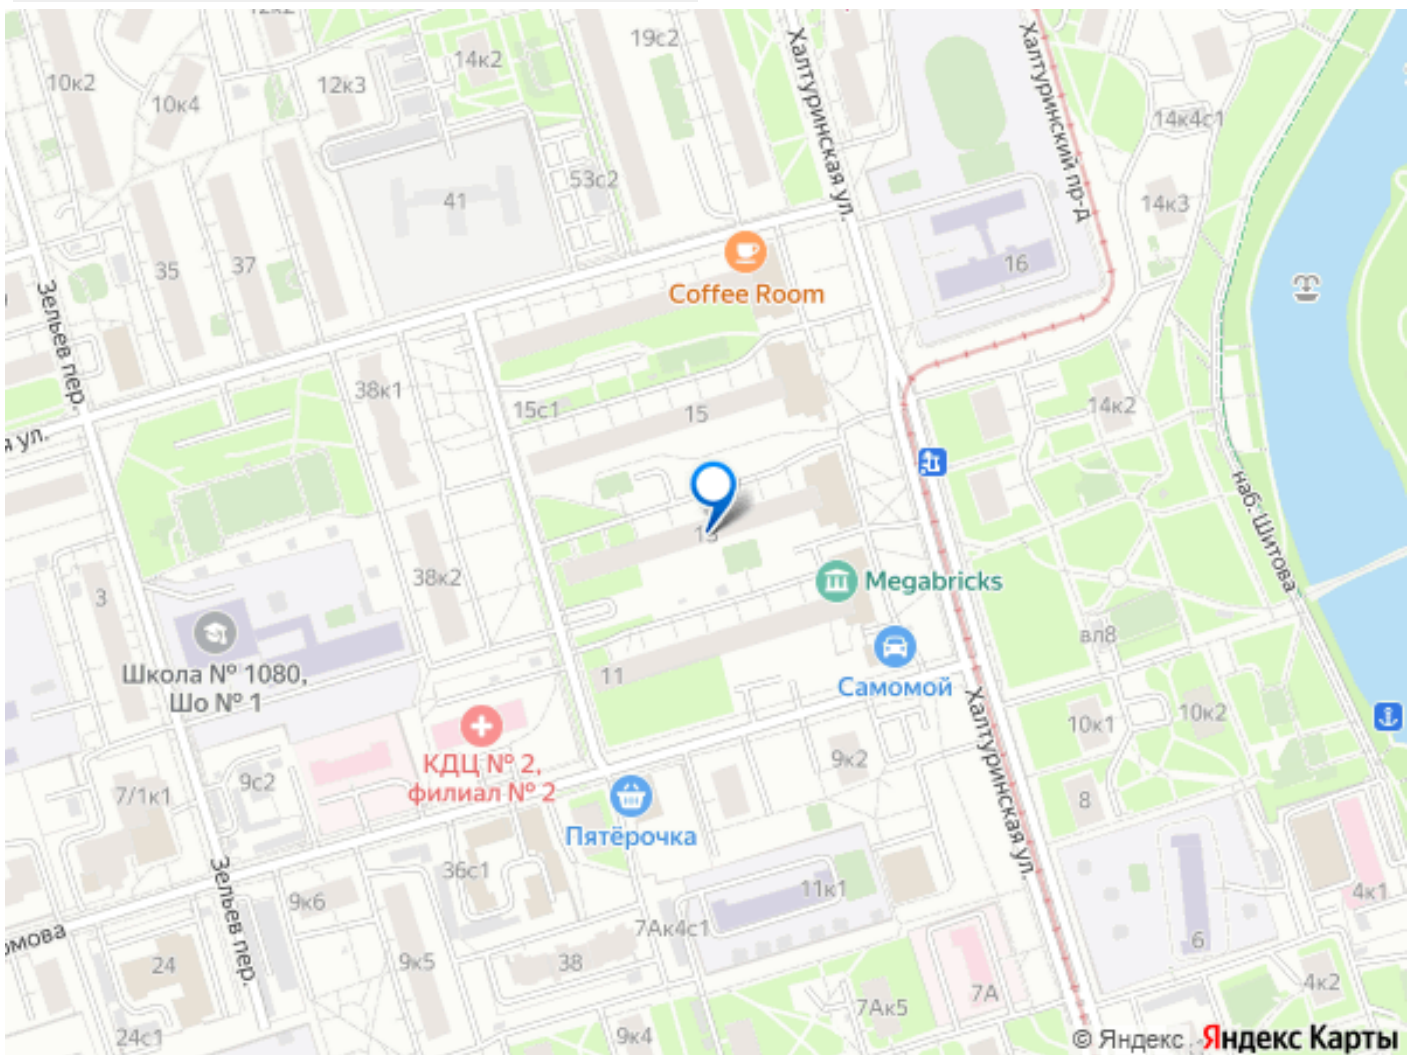 19с2
10к2
10к4
12к3
14к2
Халтуринская ул.
Халтуринский пр-д
14к4с1
53с2
41
14к3
35
37
16
Зельев пер.
Coffee Room
38к1
15с1
15
14к2
я ул.
наб. Шитова
38к2
3
Megabricks
вл8
Школа № 1080,
Шо № 1
11
Самомой
Халтуринская ул.
10к1
10к2
КДЦ № 2,
филиал № 2
9к2
9с2
7/1к1
8
Пятёрочка
36с1
Зельев пер.
11к1
4к1
9к6
7Ак4с1
омова
24
9к5
38
6
7А
4к2
7Ак5
24с1
9к4
© Яндекс Яндекс Карты